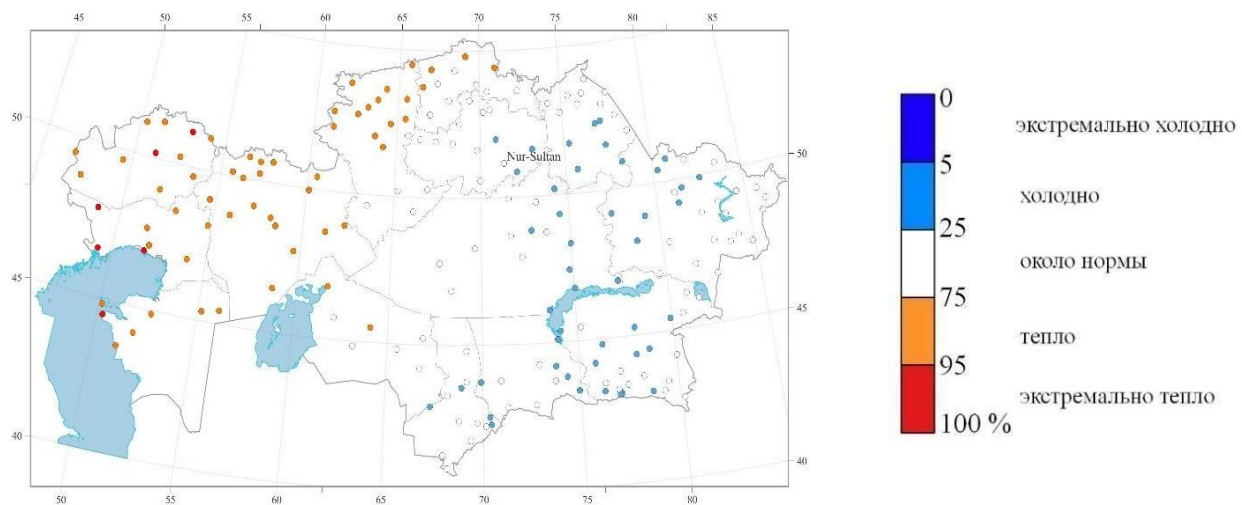 45 50 55 60 65 70 75 80 85
50
50
Nur-Sultan
45
45
40
40
50 55 60 65 70 75 80
0
экстремально холодно
5
холодно
25
около нормы
75
тепло
95
экстремально тепло
100 %